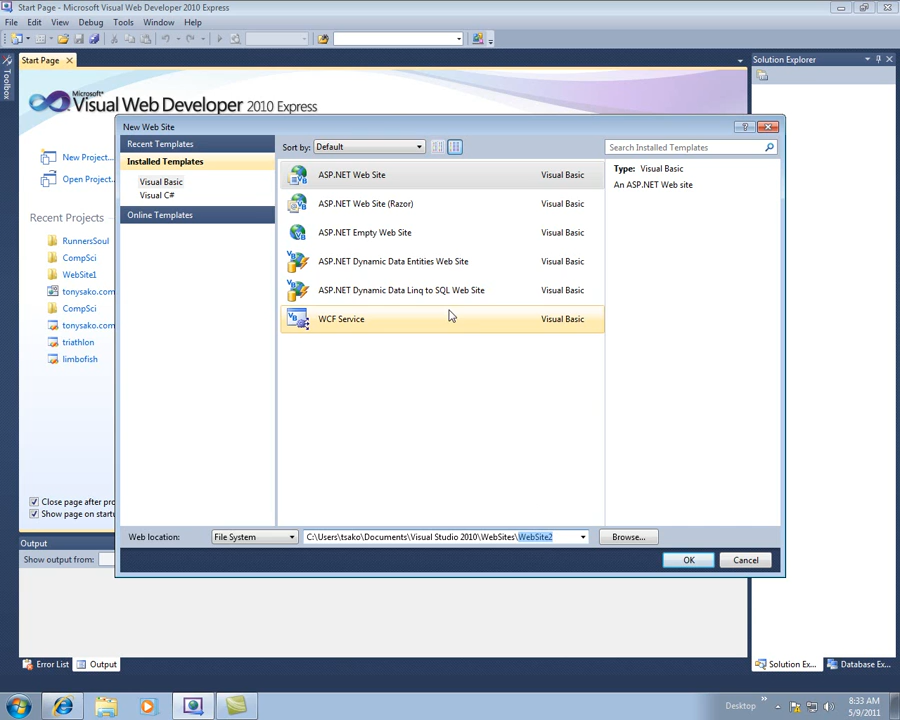 Start Page - Microsoft Visual Web Developer 2010 Express
File Edit View Debug Tools Window Help
Start Page
Solution Explorer
Toolbox
Microsoft
Visual Web Developer 2010 Express
New Web Site
Recent Templates
Sort by: Default
Search Installed Templates
Installed Templates
Visual Basic
Visual C#
Online Templates
ASP.NET Web Site Visual Basic
ASP.NET Web Site (Razor) Visual Basic
ASP.NET Empty Web Site Visual Basic
ASP.NET Dynamic Data Entities Web Site Visual Basic
ASP.NET Dynamic Data Linq to SQL Web Site Visual Basic
WCF Service Visual Basic
Type: Visual Basic
An ASP.NET Web site
New Project...
Open Project...
Recent Projects
RunnersSoul
CompSci
WebSite1
tonysako.com
CompSci
tonysako.com
triathlon
limbofish
Close page after pro
Show page on startu
Web location: File System C:\Users\tsako\Documents\Visual Studio 2010\WebSites\WebSite2 Browse...
OK Cancel
Output
Show output from:
Error List Output
Solution Ex... Database Ex...
Desktop
8:33 AM
5/9/2011